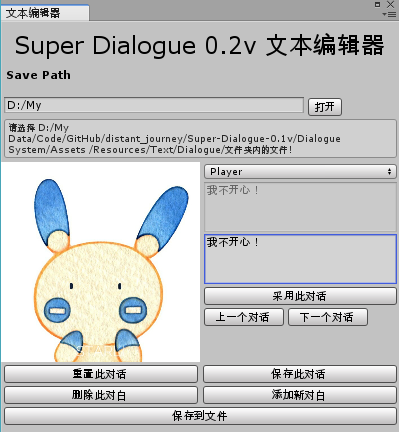 文本编辑器
Super Dialogue 0.2v 文本编辑器
Save Path
D:/My
打开
请选择 D:/My
Data/Code/GitHub/distant_journey/Super-Dialogue-0.1v/Dialogue
System/Assets /Resources/Text/Dialogue/文件夹内的文件！
Player
我不开心！
我不开心！
采用此对话
上一个对话 下一个对话
重置此对话 保存此对话
删除此对白 添加新对白
保存到文件